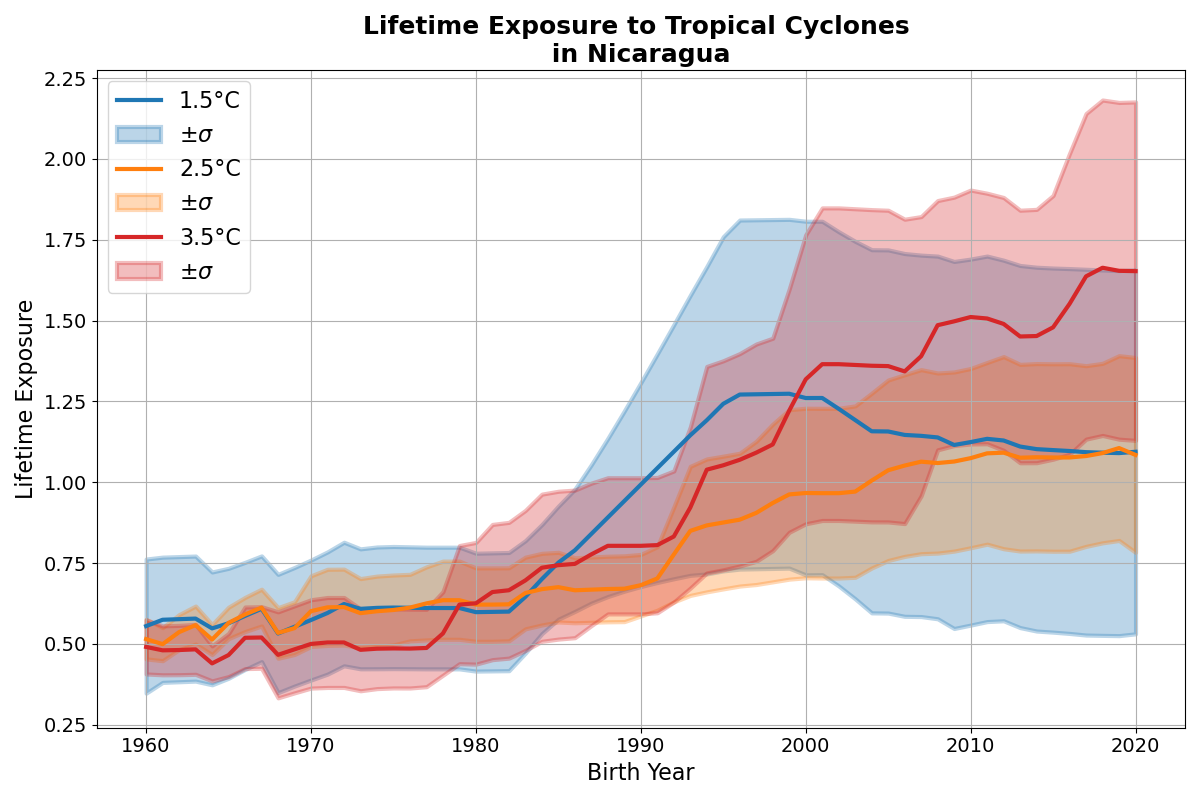 Lifetime Exposure to Tropical Cyclones
in Nicaragua
2.25
2.00
1.75
1.50
1.25
1.00
0.75
0.50
0.25
Lifetime Exposure
1.5°C
±σ
2.5°C
±σ
3.5°C
±σ
1960 1970 1980 1990 2000 2010 2020
Birth Year